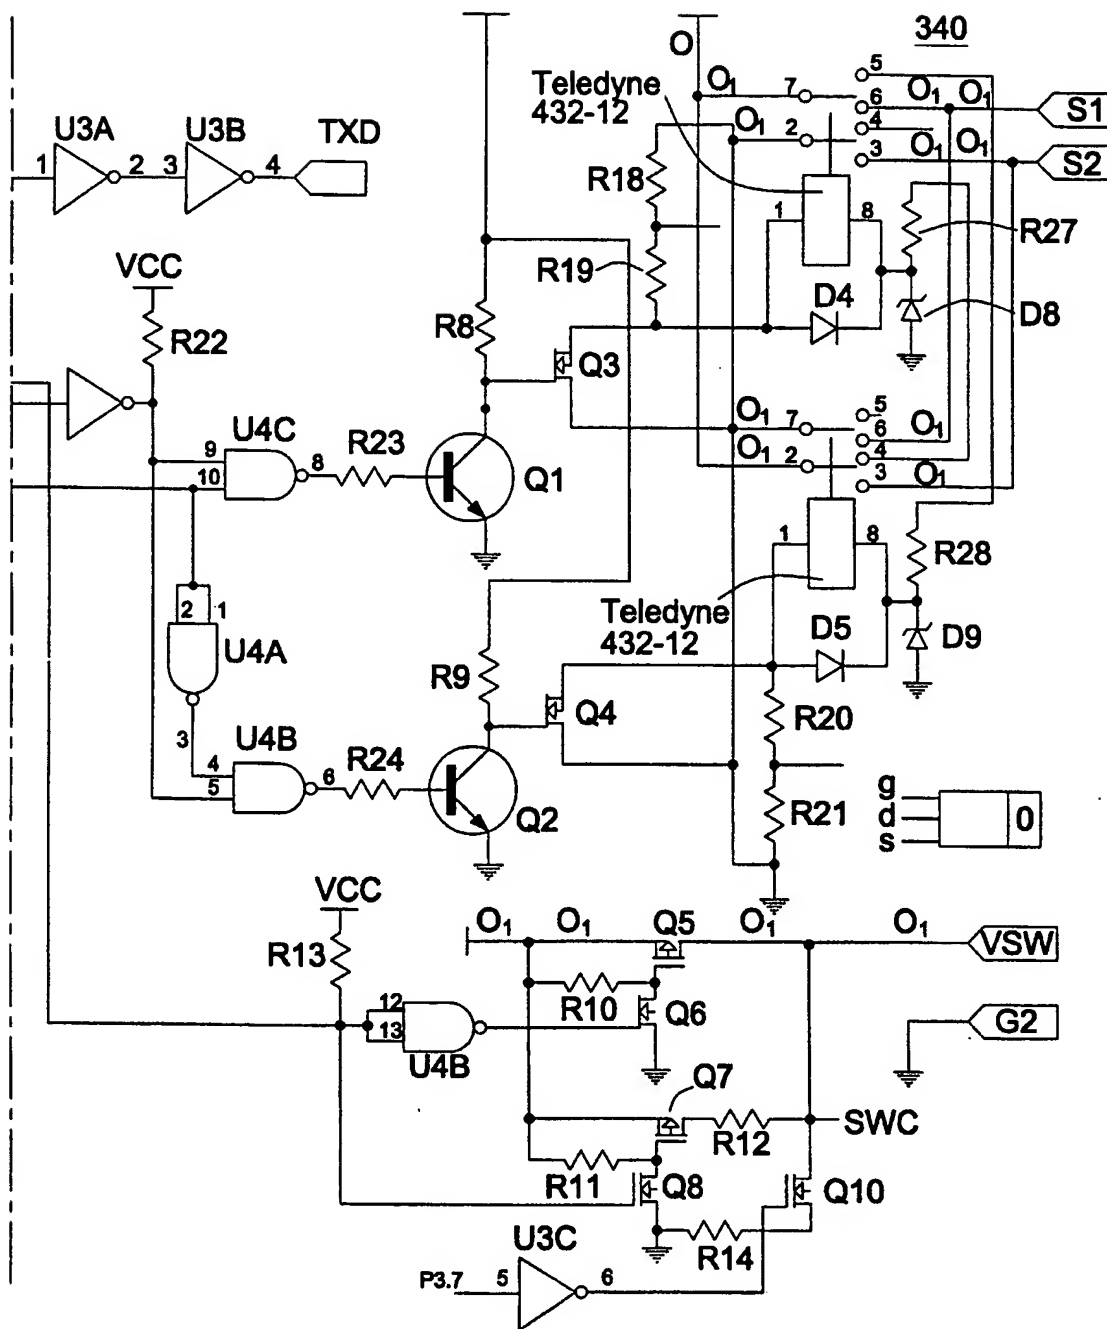 340
O
O₁ 7 5
Teledyne
432-12
6 O₁ O₁ S1
O₁ 2 4 O₁ O₁
3 S2
U3A U3B TXD
1 2 3 4
R18
1 8
R27
R19
D4
D8
VCC
R22
R8
Q3
O₁ 7 5
6 O₁
O₁ 2 4
3 O₁
U4C
9
10 8
R23
Q1
1 8
R28
Teledyne
432-12
D5
D9
2 1
U4A
3
R9
Q4
R20
U4B
4
5 6
R24
Q2
R21
g
d
s
0
VCC
R13
O₁ O₁ Q5 O₁ O₁ VSW
R10
Q6
12
13
U4B
G2
Q7
R12
SWC
R11
Q8
Q10
R14
U3C
P3.7 5 6